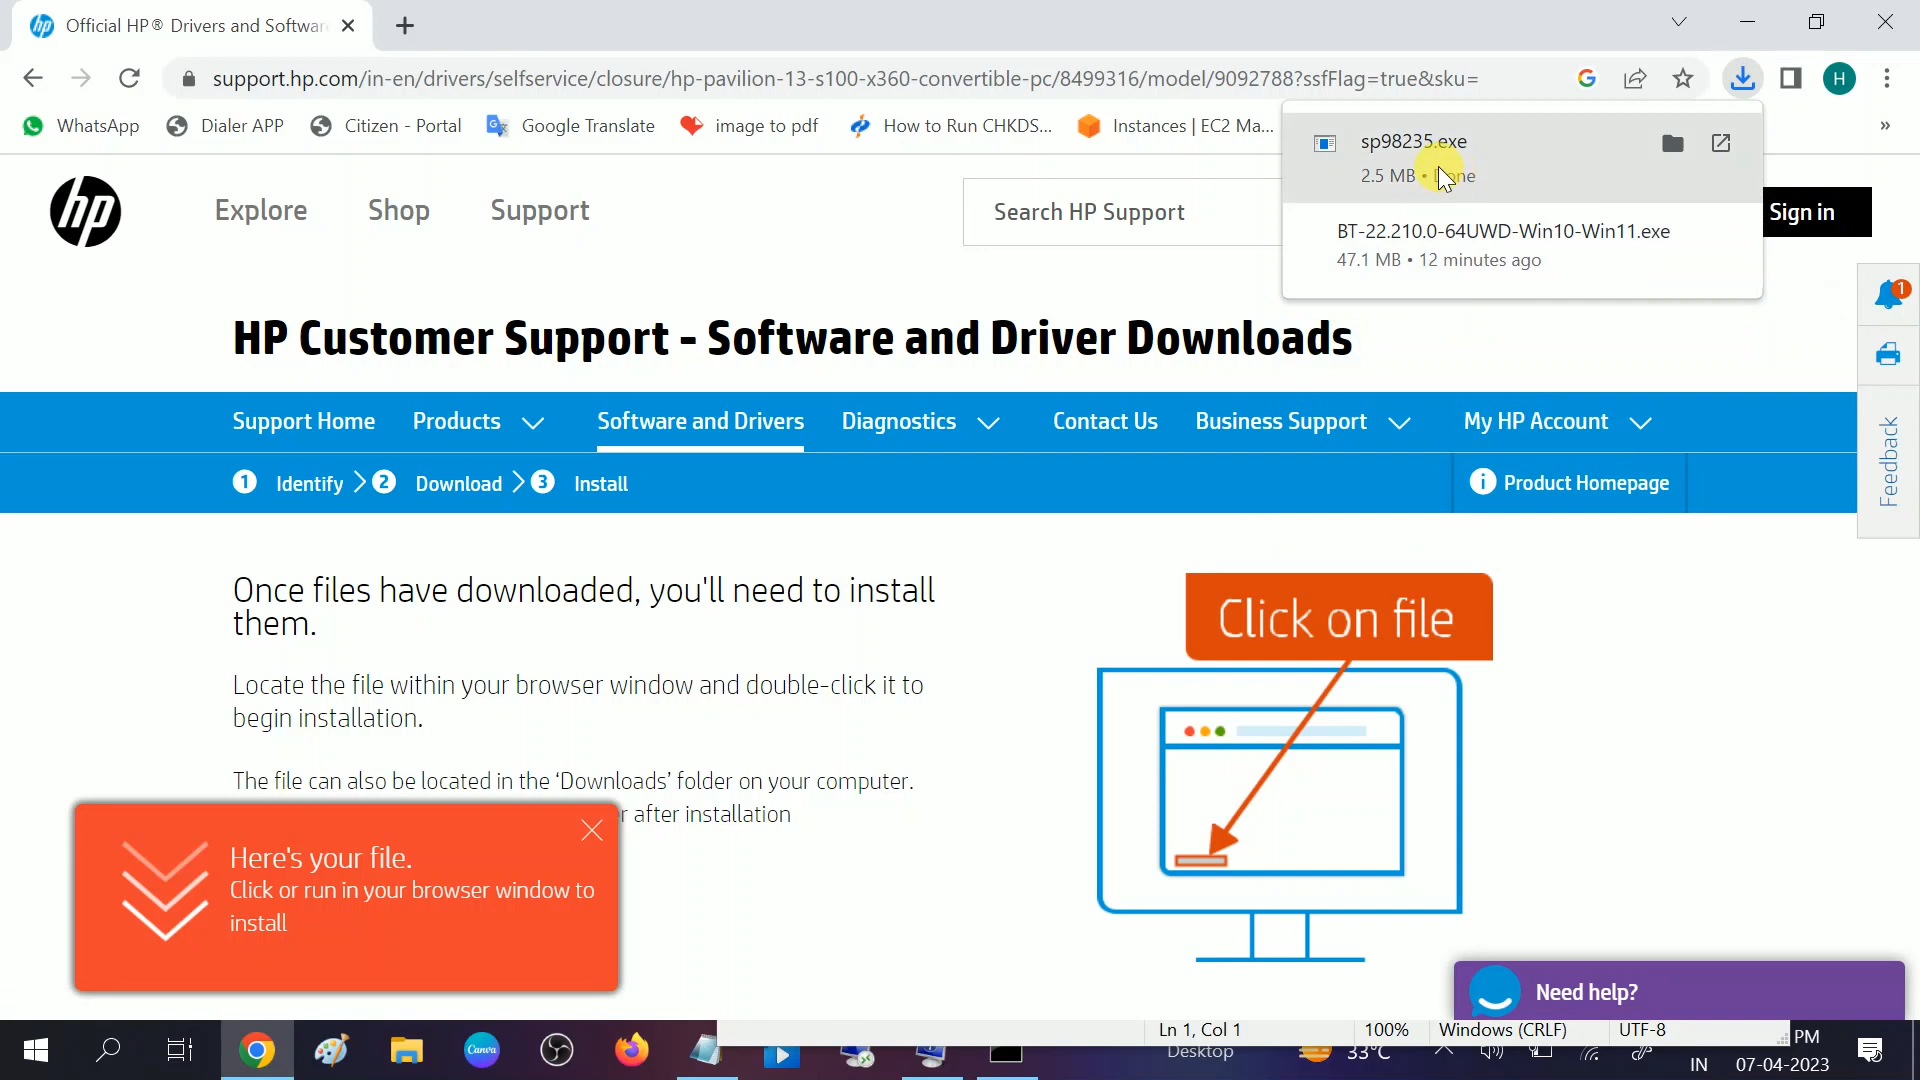 Official HP® Drivers and Software
support.hp.com/in-en/drivers/selfservice/closure/hp-pavilion-13-s100-x360-convertible-pc/8499316/model/9092788?ssfFlag=true&sku=
H
WhatsApp
Dialer APP
Citizen - Portal
Google Translate
image to pdf
How to Run CHKDS...
Instances | EC2 Ma...
»
sp98235.exe
2.5 MB • Done
BT-22.210.0-64UWD-Win10-Win11.exe
47.1 MB • 12 minutes ago
hp
Explore
Shop
Support
Search HP Support
Sign in
1
HP Customer Support - Software and Driver Downloads
Support Home
Products
Software and Drivers
Diagnostics
Contact Us
Business Support
My HP Account
1 Identify
2 Download
3 Install
i Product Homepage
Feedback
Once files have downloaded, you'll need to install
them.
Locate the file within your browser window and double-click it to
begin installation.
The file can also be located in the ‘Downloads’ folder on your computer.
after installation
Click on file
Here's your file.
Click or run in your browser window to
install
Need help?
Canva
Ln 1, Col 1
100%
Windows (CRLF)
UTF-8
Desktop
33°C
PM
IN
07-04-2023